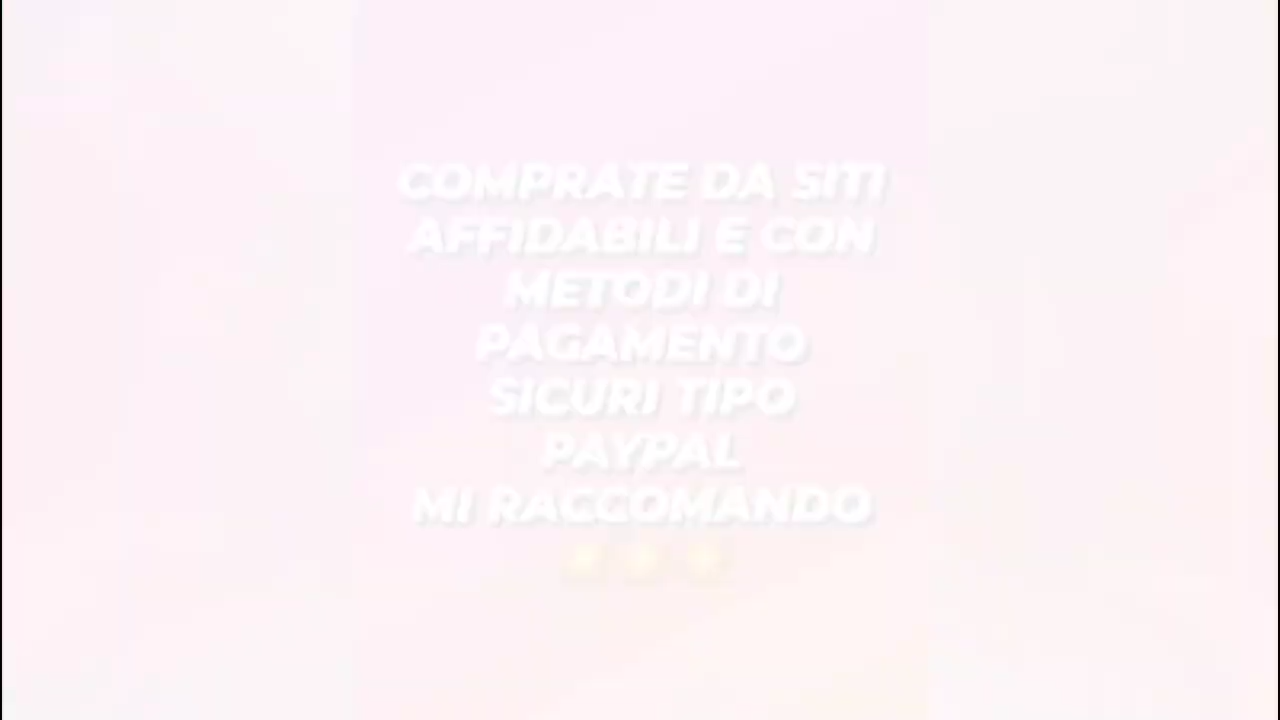 COMPRATE DA SITI
AFFIDABILI E CON
METODI DI
PAGAMENTO
SICURI TIPO
PAYPAL
MI RACCOMANDO